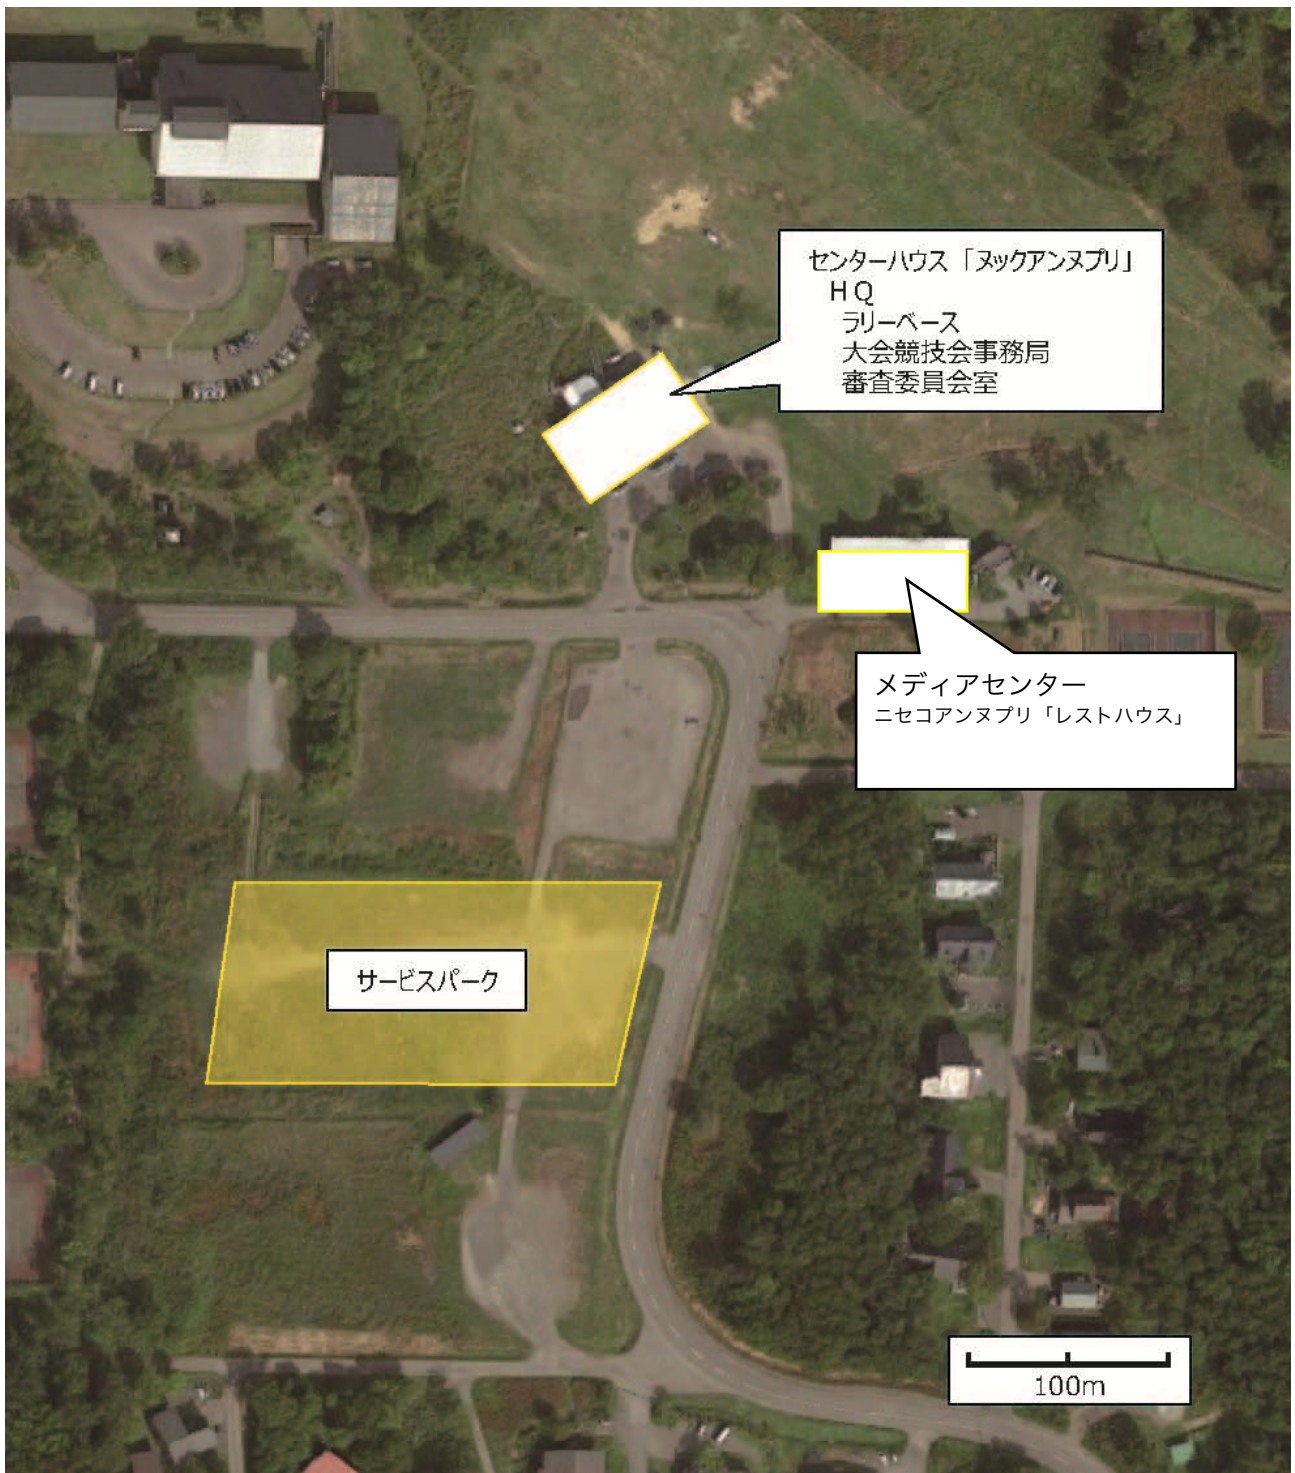 センターハウス「ヌックアンヌプリ」
HQ
ラリーベース
大会競技会事務局
審査委員会室
メディアセンター
ニセコアンヌプリ「レストハウス」
サービスパーク
100m